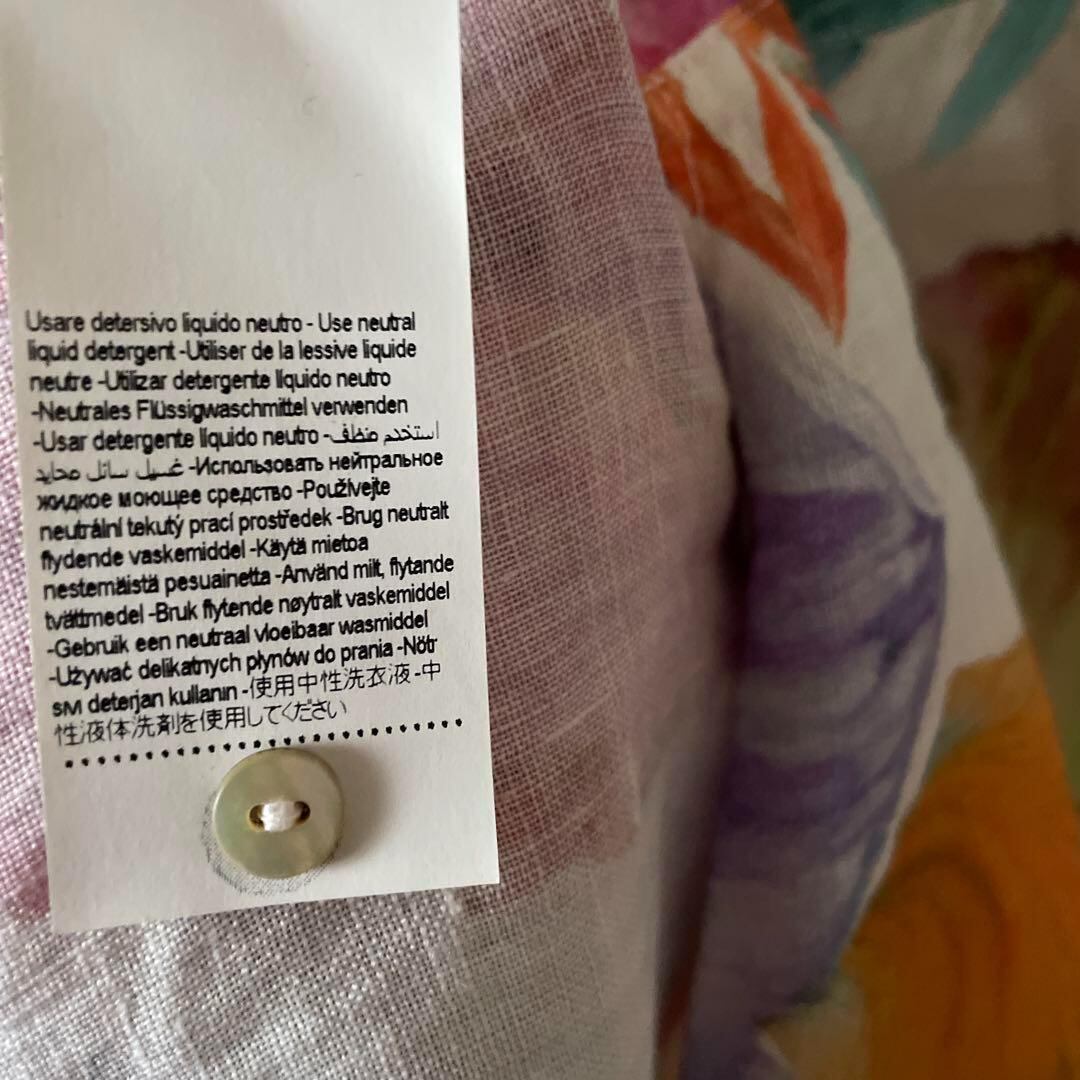 Usare detersivo liquido neutro - Use neutral
liquid detergent -Utiliser de la lessive liquide
neutre -Utilizar detergente líquido neutro
-Neutrales Flüssigwaschmittel verwenden
-Usar detergente líquido neutro -استخدم منظف
غسيل سائل محايد -Использовать нейтральное
жидкое моющее средство -Používejte
neutrální tekutý prací prostředek -Brug neutralt
flydende vaskemiddel -Käytä mietoa
nestemäistä pesuainetta -Använd milt, flytande
tvättmedel -Bruk flytende nøytralt vaskemiddel
-Gebruik een neutraal vloeibaar wasmiddel
-Używać delikatnych płynów do prania -Nötr
sıvı deterjan kullanın -使用中性洗衣液-中
性液体洗剤を使用してください